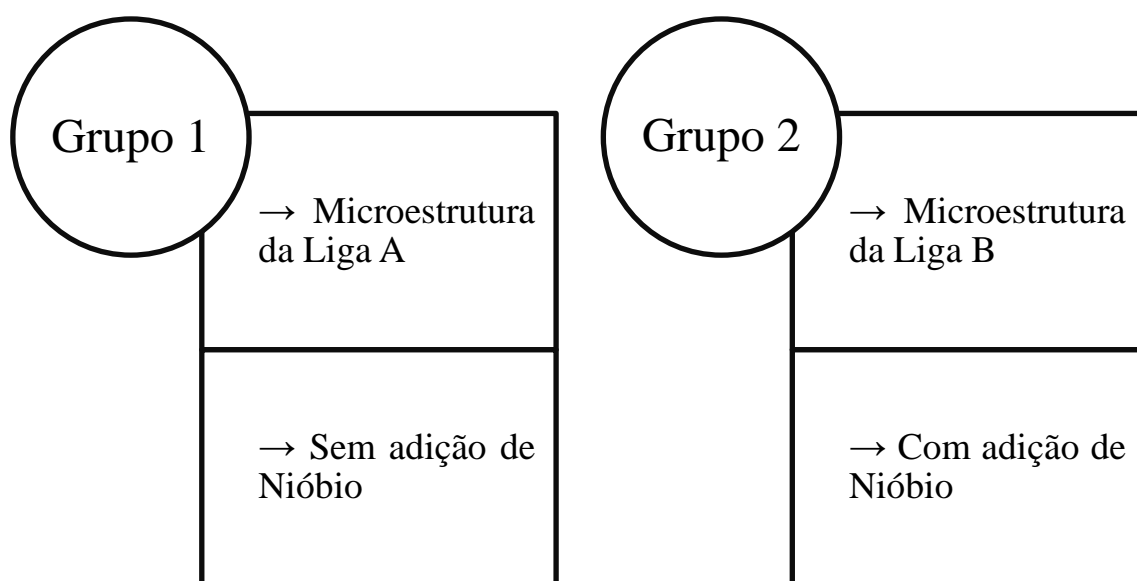 Grupo 1
→ Microestrutura
da Liga A
→ Sem adição de
Nióbio
Grupo 2
→ Microestrutura
da Liga B
→ Com adição de
Nióbio